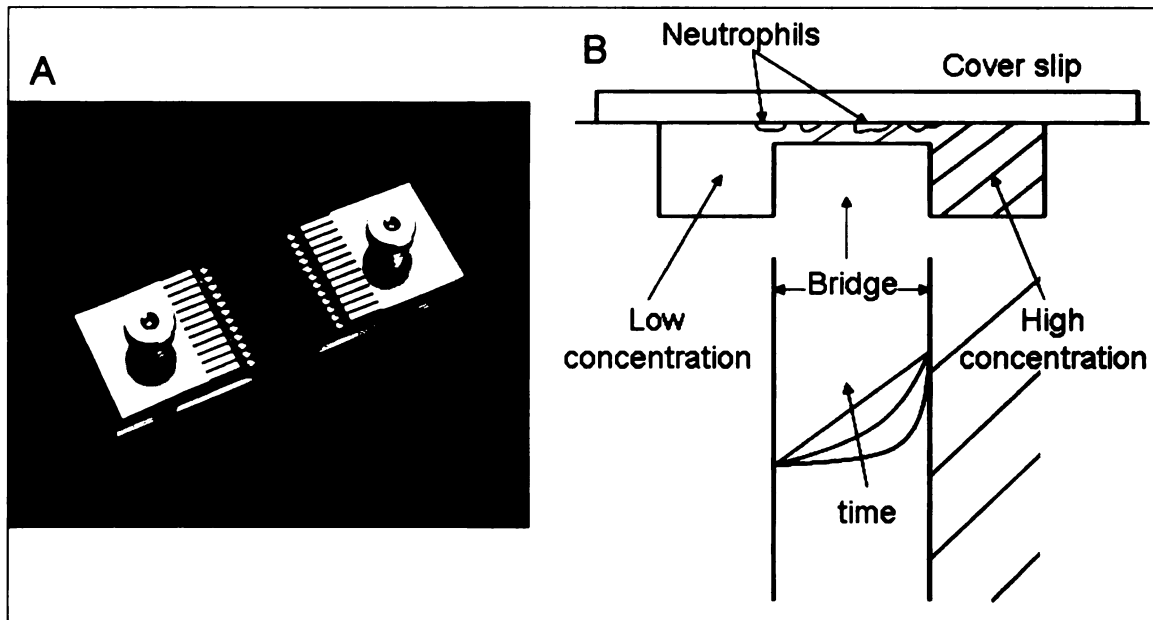 A
B
Neutrophils
Cover slip
Bridge
Low
concentration
High
concentration
time